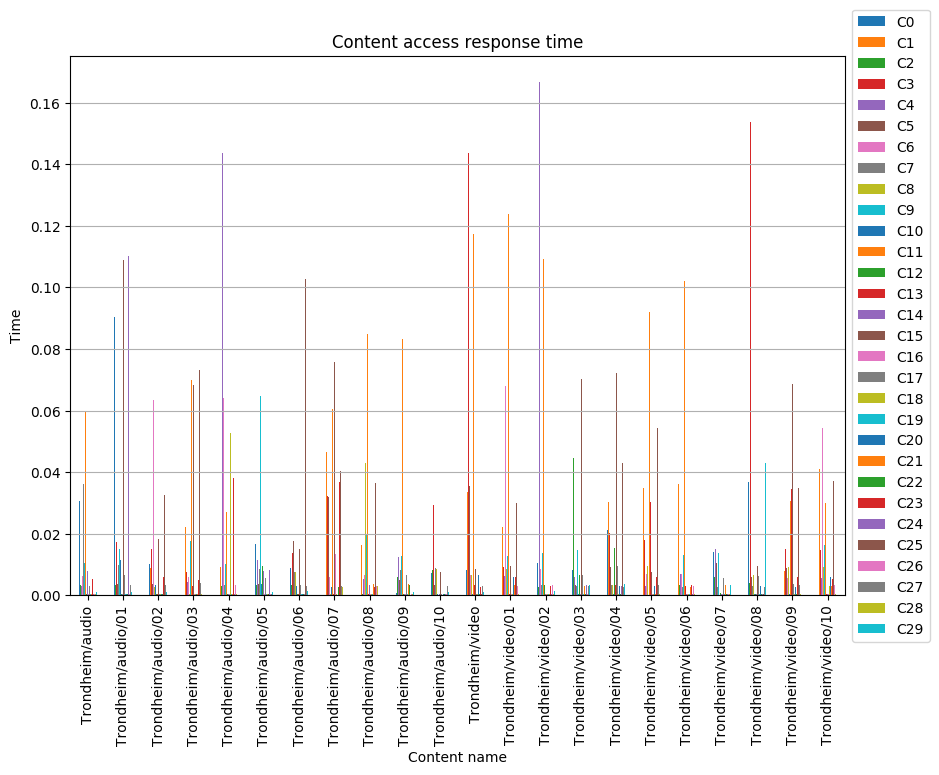 Content access response time
Time
0.16
0.14
0.12
0.10
0.08
0.06
0.04
0.02
0.00
Trondheim/audio
Trondheim/audio/01
Trondheim/audio/02
Trondheim/audio/03
Trondheim/audio/04
Trondheim/audio/05
Trondheim/audio/06
Trondheim/audio/07
Trondheim/audio/08
Trondheim/audio/09
Trondheim/audio/10
Trondheim/video
Trondheim/video/01
Trondheim/video/02
Trondheim/video/03
Trondheim/video/04
Trondheim/video/05
Trondheim/video/06
Trondheim/video/07
Trondheim/video/08
Trondheim/video/09
Trondheim/video/10
Content name
C0
C1
C2
C3
C4
C5
C6
C7
C8
C9
C10
C11
C12
C13
C14
C15
C16
C17
C18
C19
C20
C21
C22
C23
C24
C25
C26
C27
C28
C29